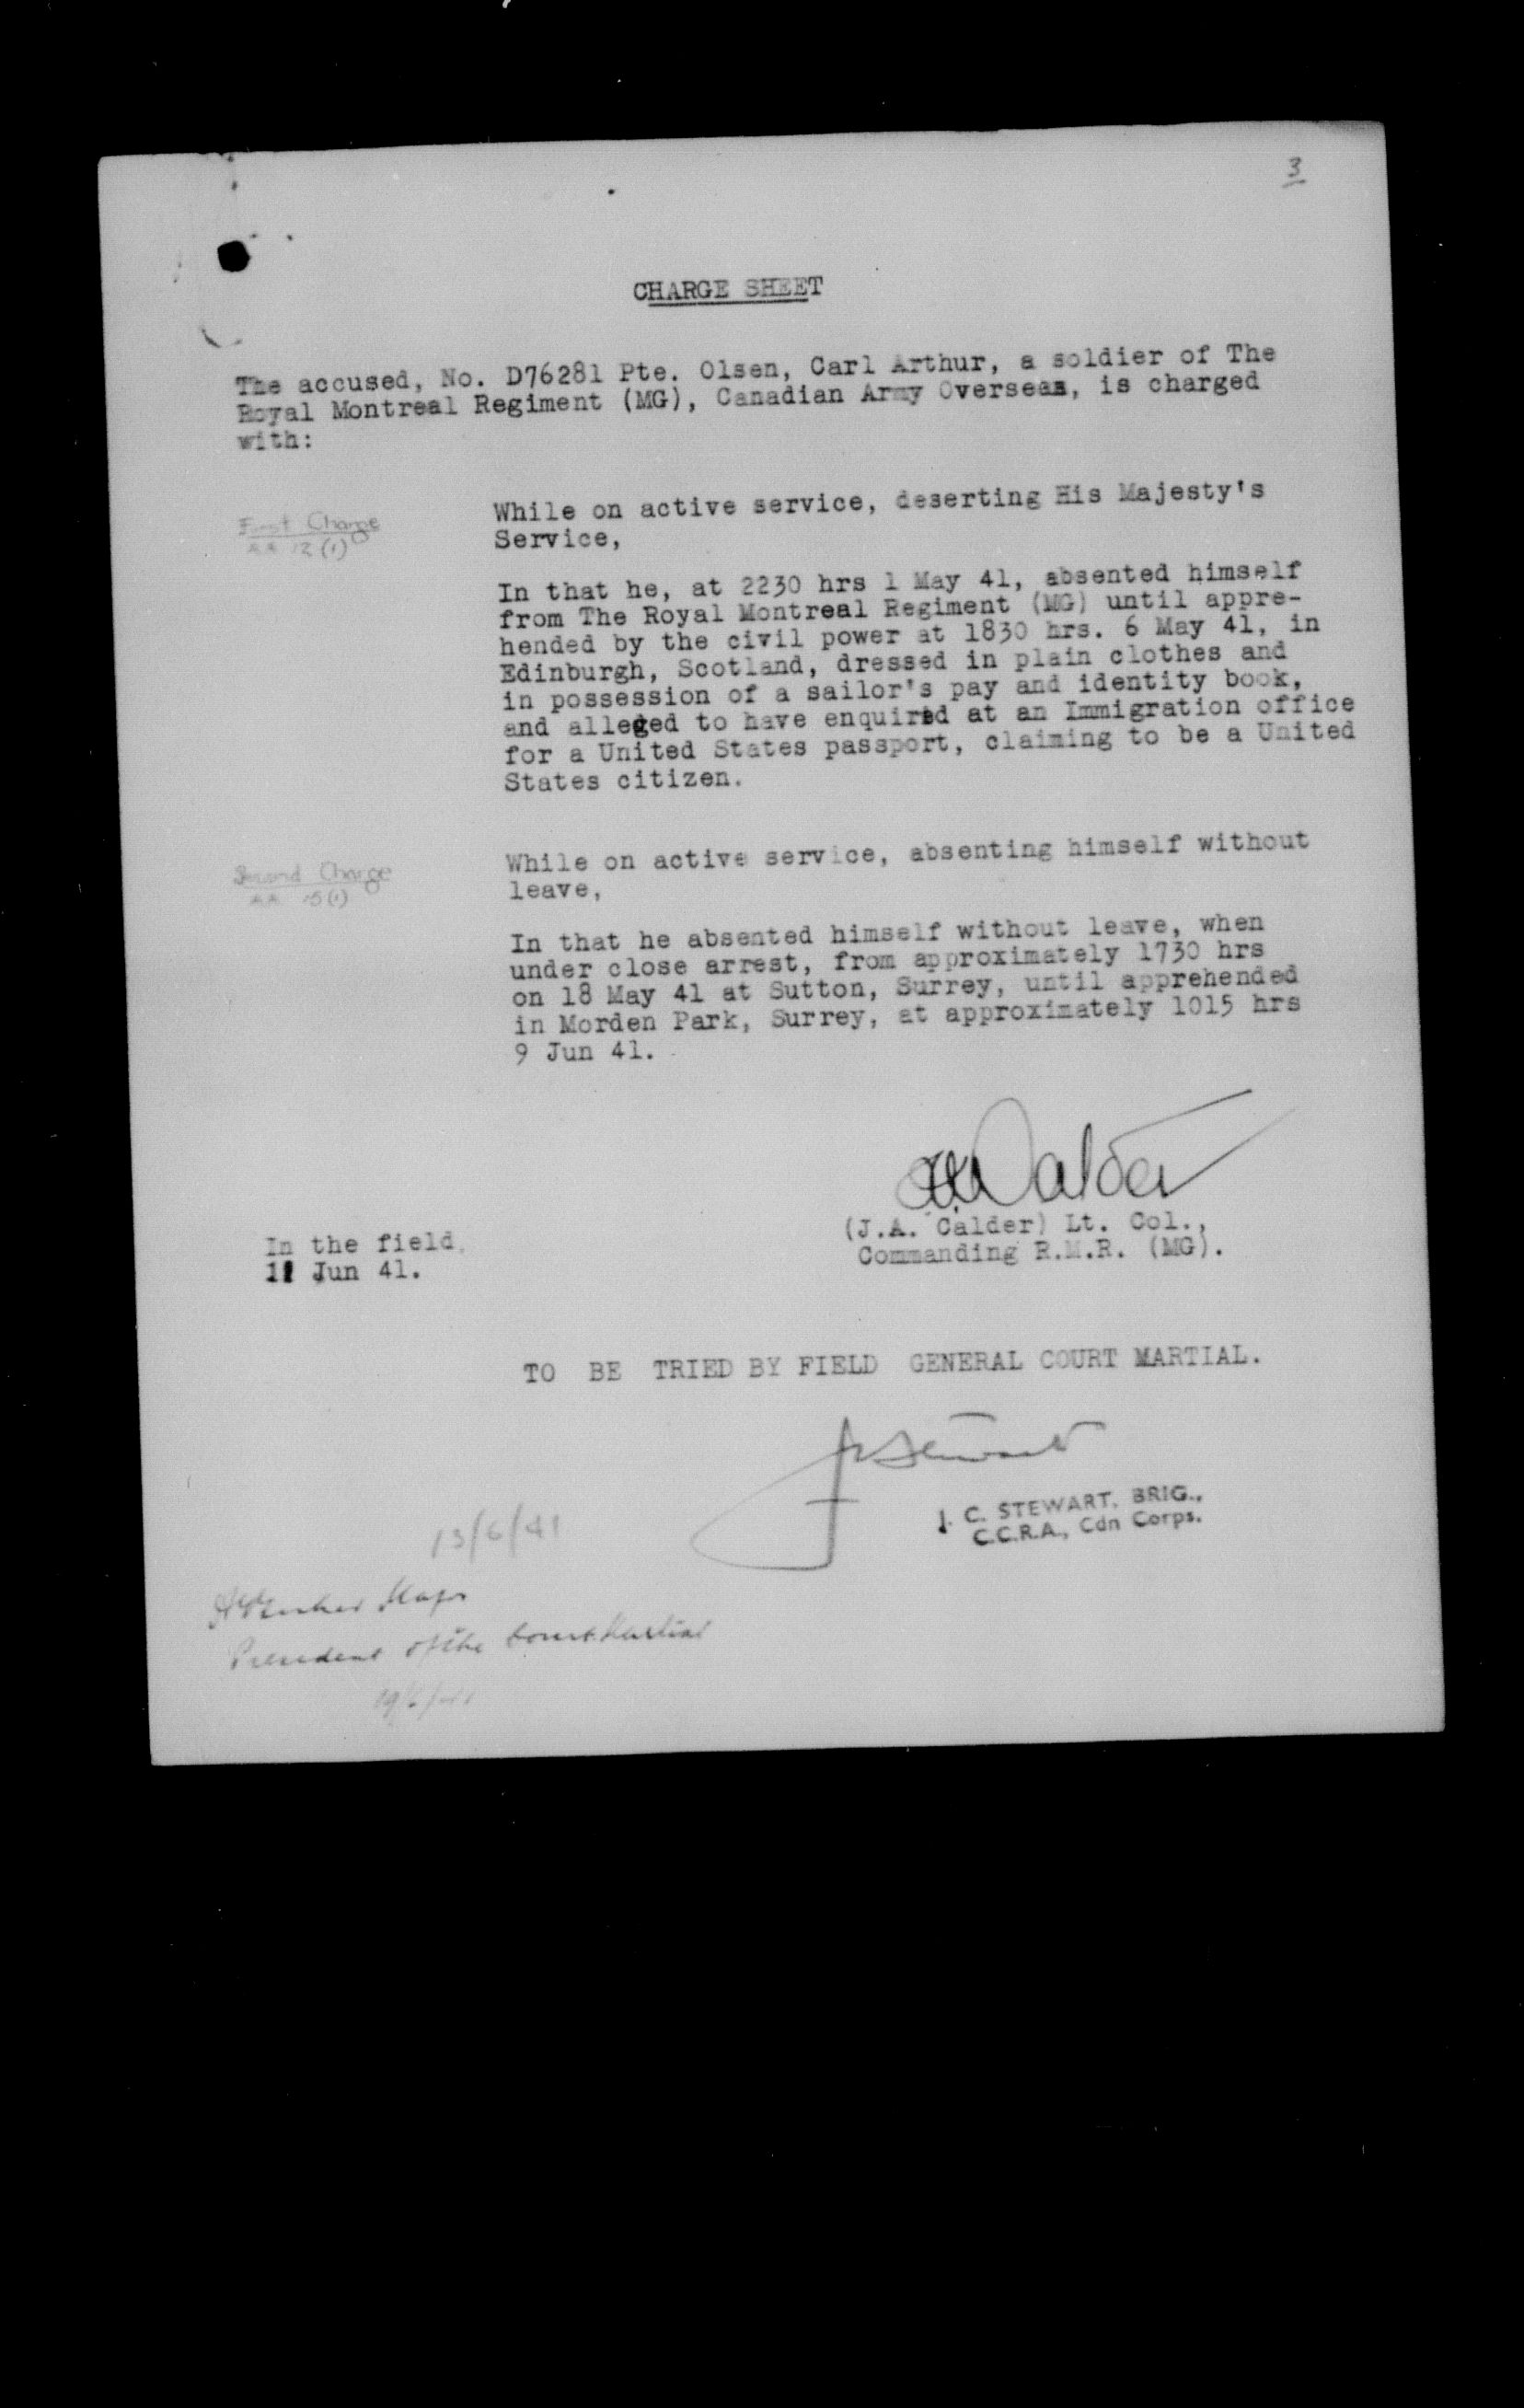 3
CHARGE SHEET
The accused, No. D76281 Pte. Olsen, Carl Arthur, a soldier of The
Royal Montreal Regiment (MG), Canadian Army Overseas, is charged
with:
First Charge
AA 12 (1)
While on active service, deserting His Majesty's
Service,
In that he, at 2230 hrs 1 May 41, absented himself
from The Royal Montreal Regiment (MG) until appre-
hended by the civil power at 1830 hrs. 6 May 41, in
Edinburgh, Scotland, dressed in plain clothes and
in possession of a sailor's pay and identity book,
and alleged to have enquired at an Immigration office
for a United States passport, claiming to be a United
States citizen.
Second Charge
AA 15 (1)
While on active service, absenting himself without
leave,
In that he absented himself without leave, when
under close arrest, from approximately 1730 hrs
on 18 May 41 at Sutton, Surrey, until apprehended
in Morden Park, Surrey, at approximately 1015 hrs
9 Jun 41.
Calder
(J.A. Calder) Lt. Col.,
Commanding R.M.R. (MG).
In the field,
11 Jun 41.
TO BE TRIED BY FIELD GENERAL COURT MARTIAL.
J C Stewart
J. C. STEWART, BRIG.,
C.C.R.A., Cdn Corps.
13/6/41
Major
President of the Court Martial